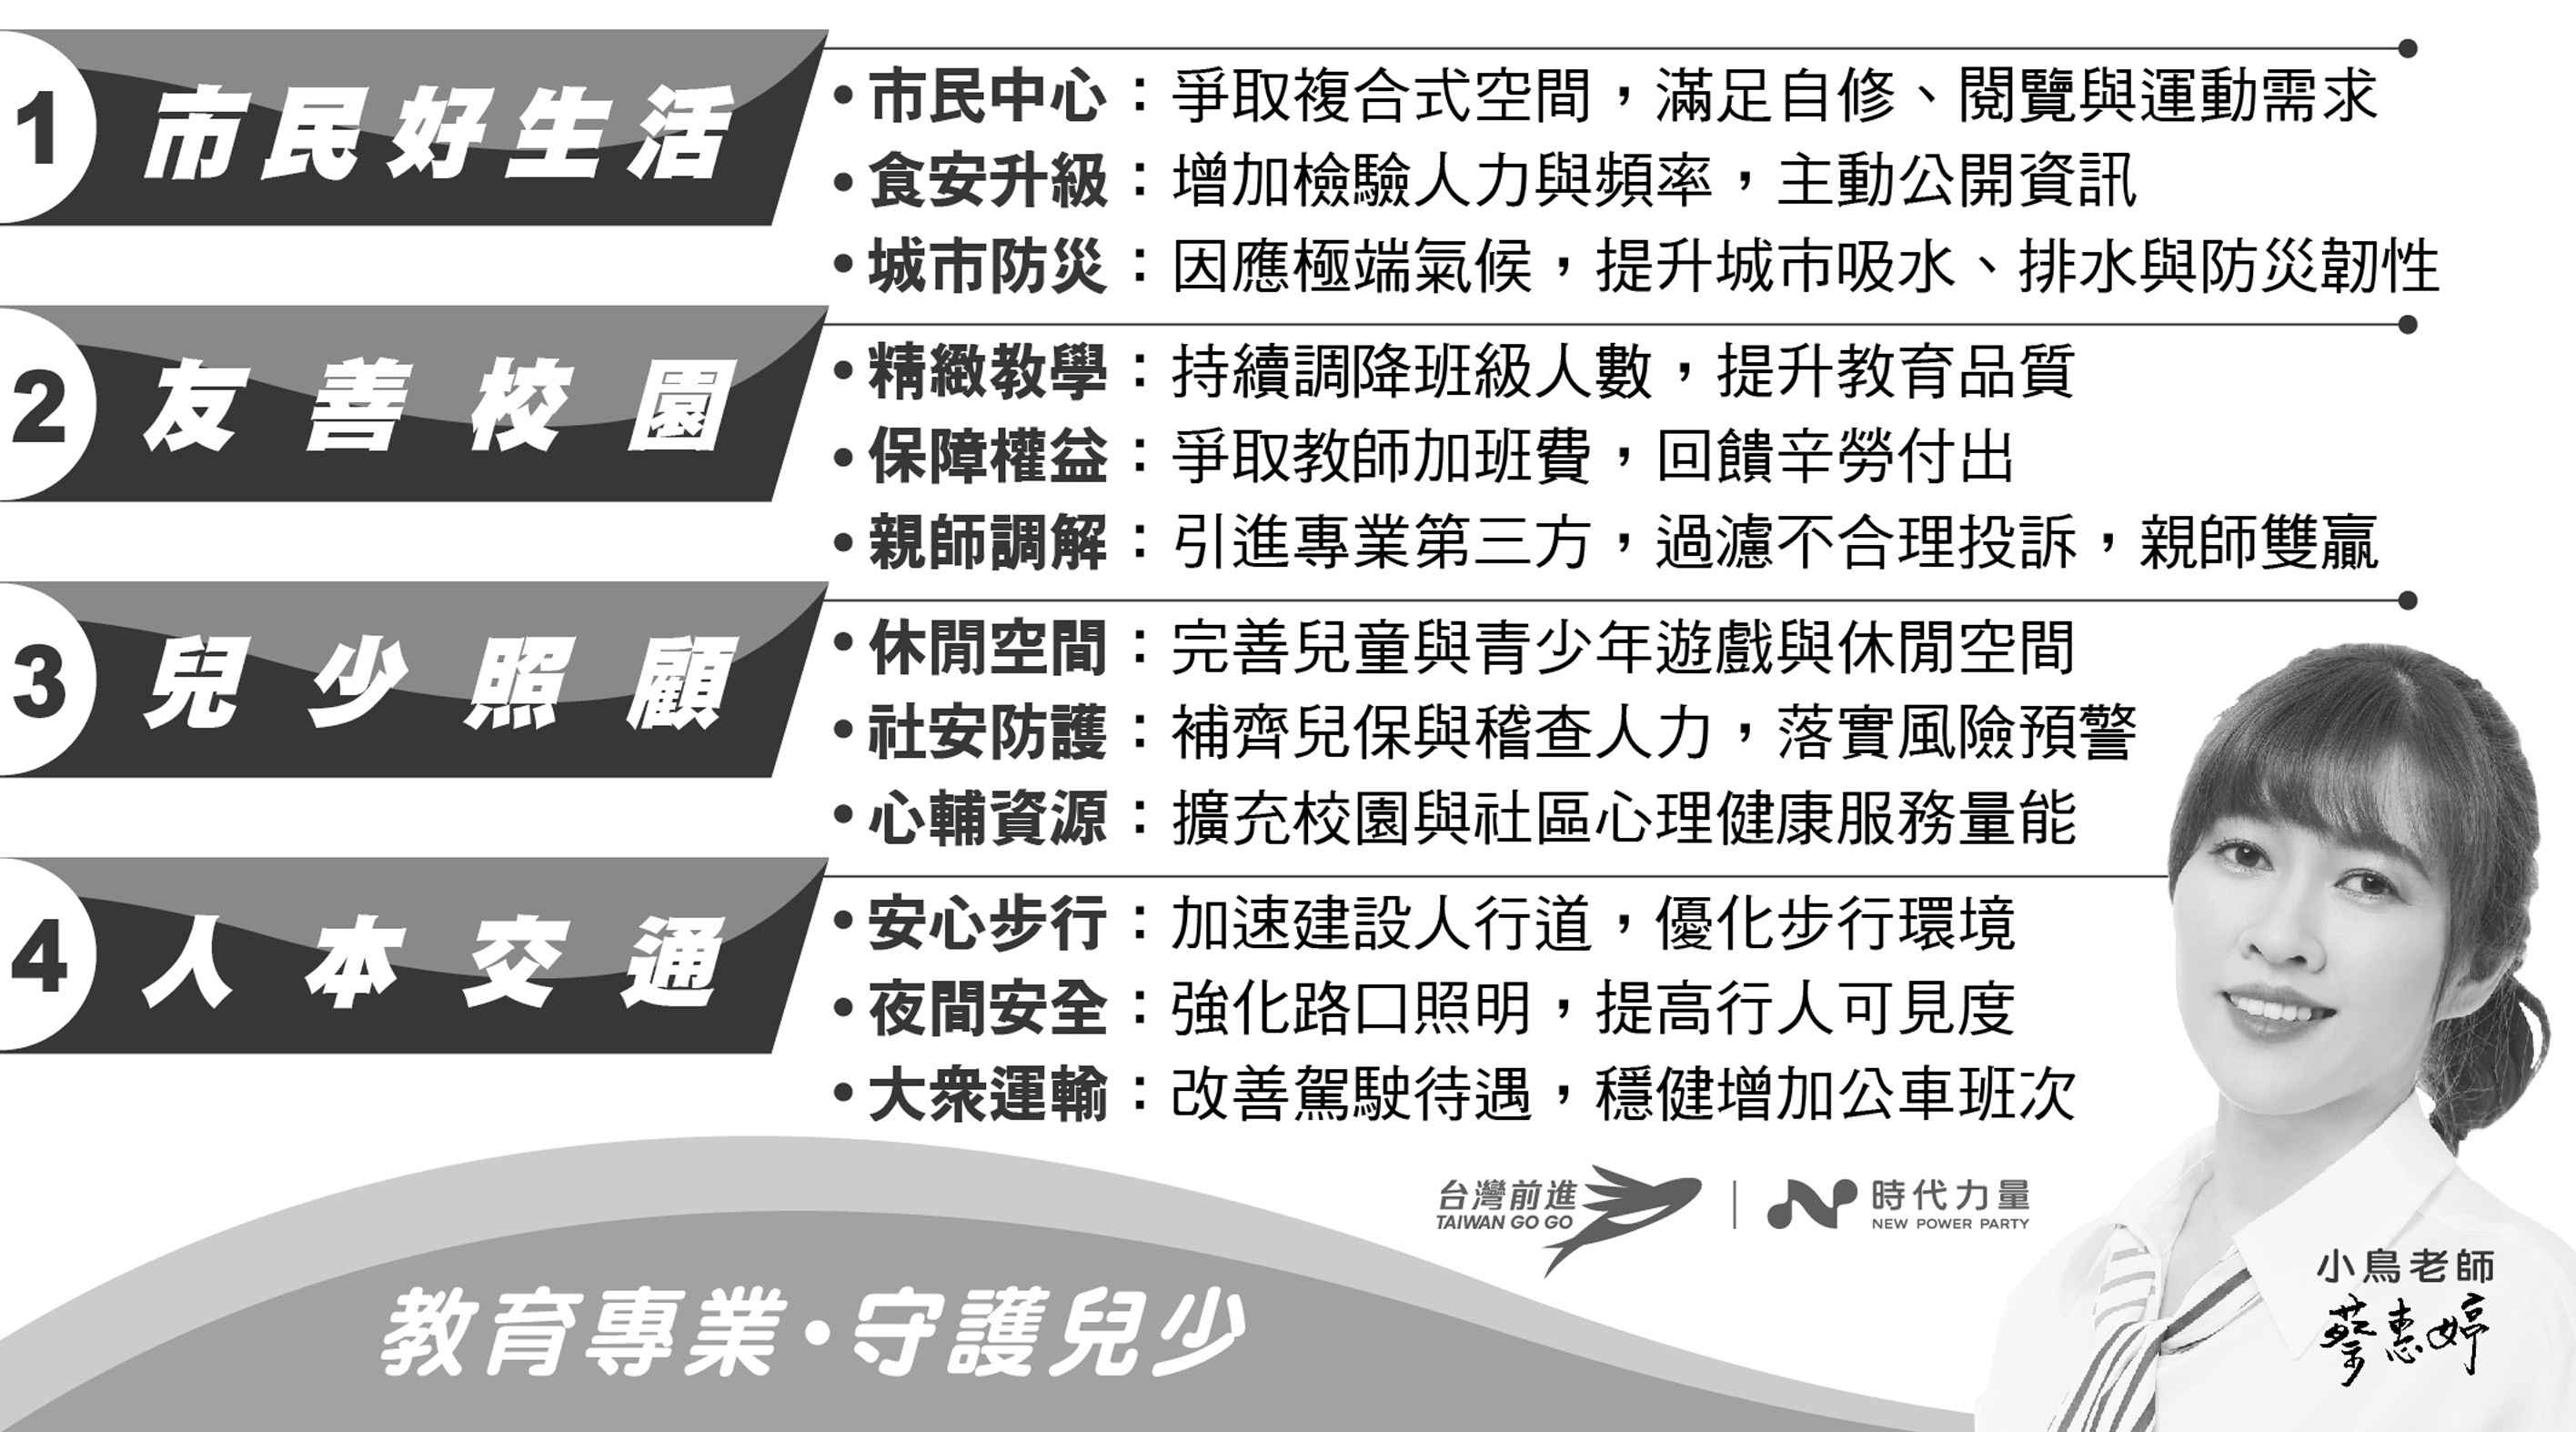 1 市民好生活
•市民中心：爭取複合式空間，滿足自修、閱覽與運動需求
•食安升級：增加檢驗人力與頻率，主動公開資訊
•城市防災：因應極端氣候，提升城市吸水、排水與防災韌性
2 友善校園
•精緻教學：持續調降班級人數，提升教育品質
•保障權益：爭取教師加班費，回饋辛勞付出
•親師調解：引進專業第三方，過濾不合理投訴，親師雙贏
3 兒少照顧
•休閒空間：完善兒童與青少年遊戲與休閒空間
•社安防護：補齊兒保與稽查人力，落實風險預警
•心輔資源：擴充校園與社區心理健康服務量能
4 人本交通
•安心步行：加速建設人行道，優化步行環境
•夜間安全：強化路口照明，提高行人可見度
•大眾運輸：改善駕駛待遇，穩健增加公車班次
台灣前進
TAIWAN GO GO
時代力量
NEW POWER PARTY
小鳥老師
蔡惠婷
教育專業•守護兒少